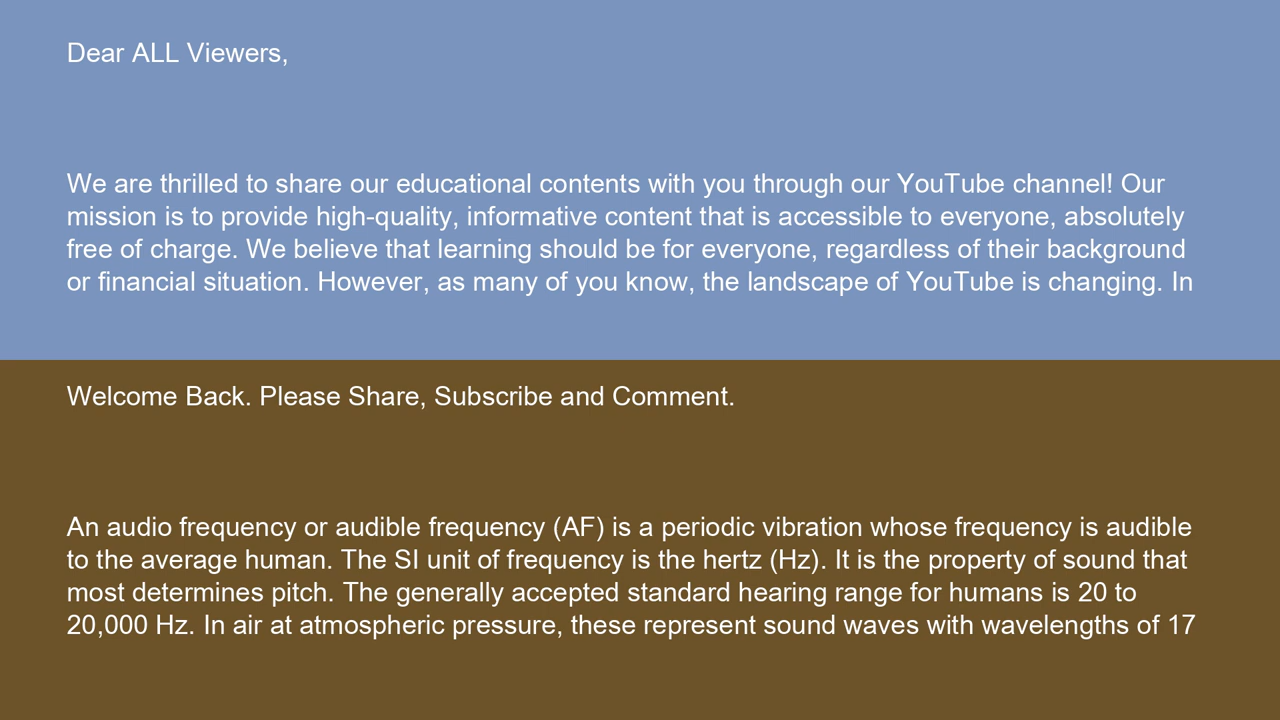 Dear ALL Viewers,
We are thrilled to share our educational contents with you through our YouTube channel! Our
mission is to provide high-quality, informative content that is accessible to everyone, absolutely
free of charge. We believe that learning should be for everyone, regardless of their background
or financial situation. However, as many of you know, the landscape of YouTube is changing. In
Welcome Back. Please Share, Subscribe and Comment.
An audio frequency or audible frequency (AF) is a periodic vibration whose frequency is audible
to the average human. The SI unit of frequency is the hertz (Hz). It is the property of sound that
most determines pitch. The generally accepted standard hearing range for humans is 20 to
20,000 Hz. In air at atmospheric pressure, these represent sound waves with wavelengths of 17